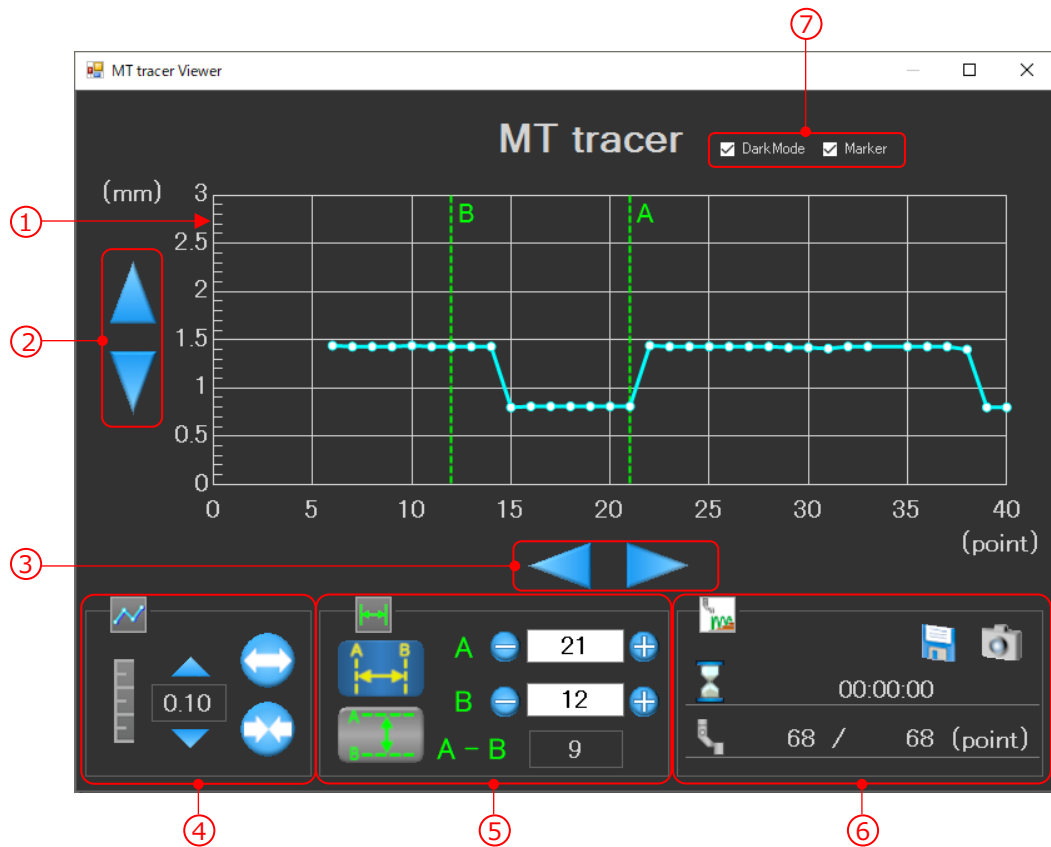 ⑦
MT tracer Viewer
MT tracer
DarkMode Marker
(mm)
①
②
3
2.5
2
1.5
1
0.5
0
B A
0 5 10 15 20 25 30 35 40
(point)
③
A B
A
B
0.10
A 21
B 12
A - B 9
00:00:00
68 / 68 (point)
④ ⑤ ⑥